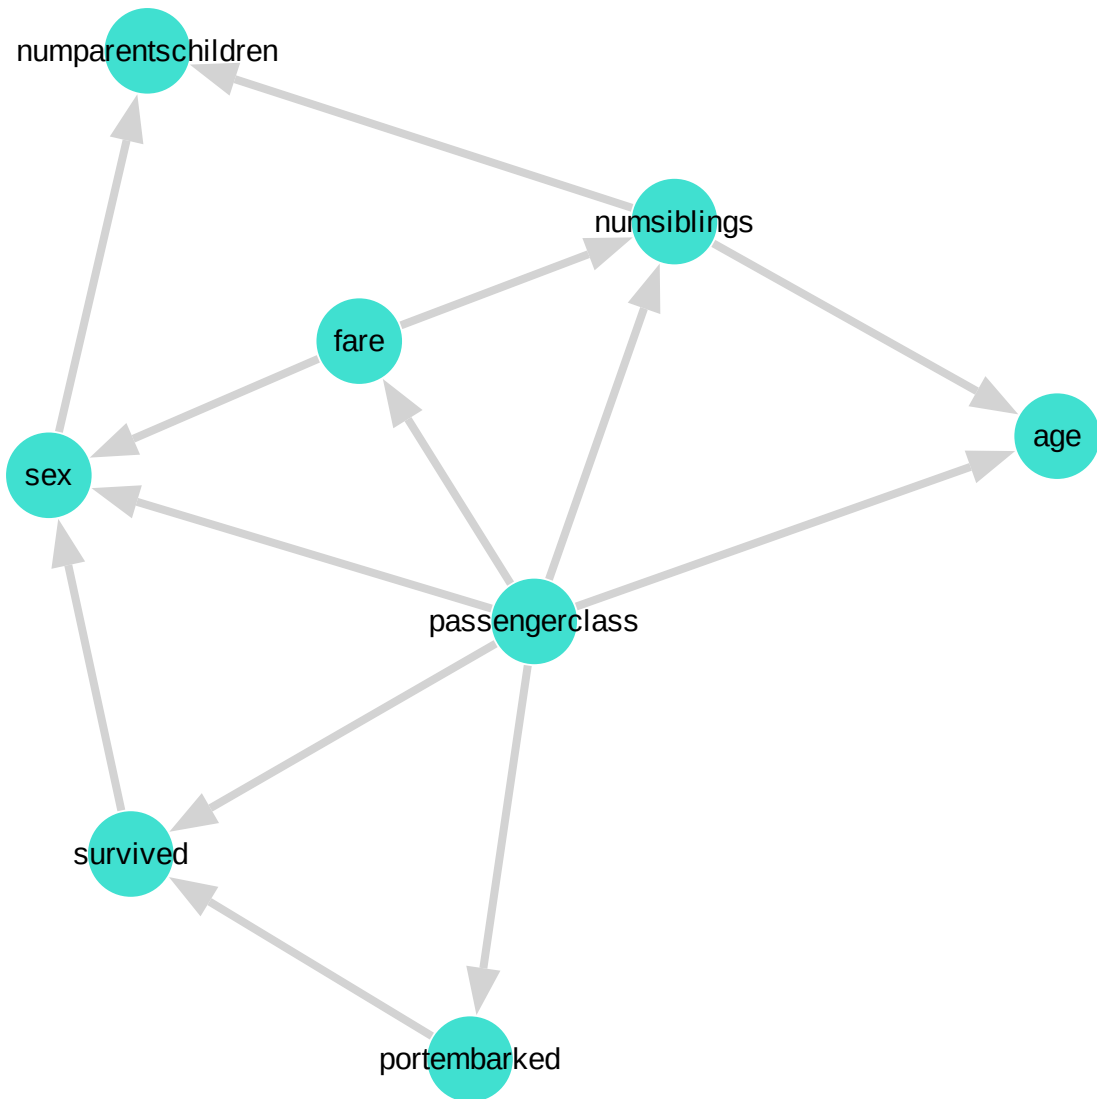 numparentschildren
numsiblings
fare
age
sex
passengerclass
survived
portembarked